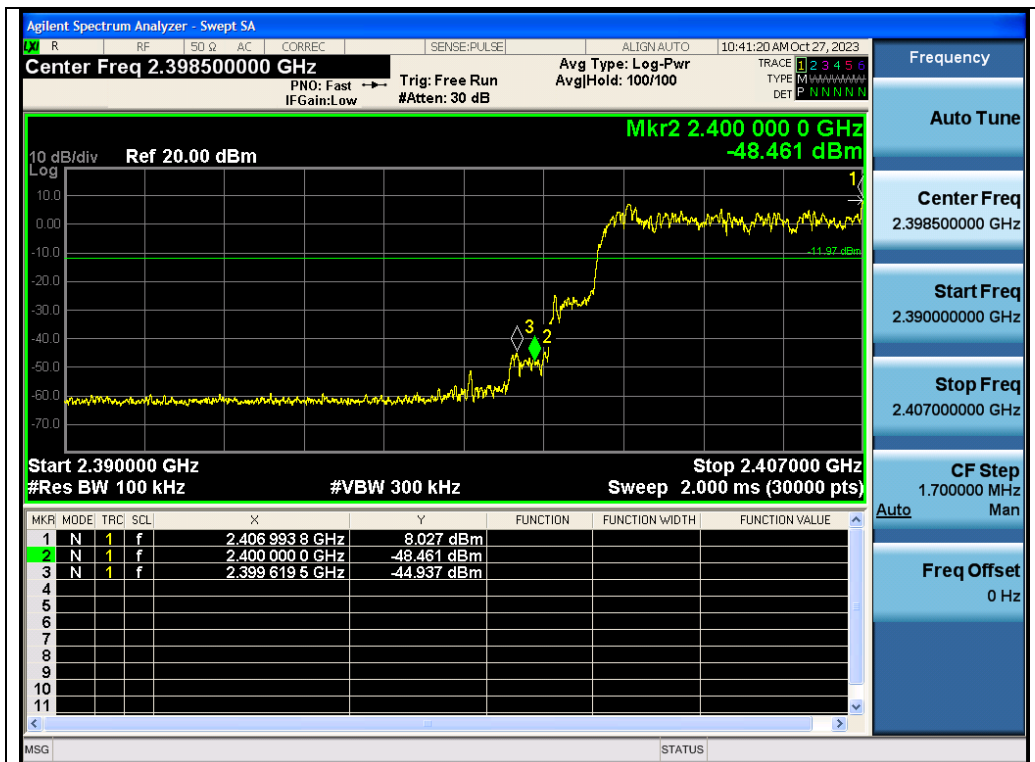 Agilent Spectrum Analyzer - Swept SA
LXI R RF 50 Ω AC CORREC SENSE:PULSE ALIGN AUTO 10:41:20 AM Oct 27, 2023
Center Freq 2.398500000 GHz
PNO: Fast
IFGain:Low
Trig: Free Run
#Atten: 30 dB
Avg Type: Log-Pwr
Avg|Hold: 100/100
TRACE 1 2 3 4 5 6
TYPE M
DET P N N N N N
Mkr2 2.400 000 0 GHz
-48.461 dBm
10 dB/div Ref 20.00 dBm
Log
1
10.0
0.00
-10.0
-11.97 dBm
-20.0
-30.0
3
2
-40.0
-50.0
-60.0
-70.0
Start 2.390000 GHz Stop 2.407000 GHz
#Res BW 100 kHz #VBW 300 kHz Sweep 2.000 ms (30000 pts)
MKR MODE TRC SCL X Y FUNCTION FUNCTION WIDTH FUNCTION VALUE
1 N 1 f 2.406 993 8 GHz 8.027 dBm
2 N 1 f 2.400 000 0 GHz -48.461 dBm
3 N 1 f 2.399 619 5 GHz -44.937 dBm
4
5
6
7
8
9
10
11
MSG STATUS
Frequency
Auto Tune
Center Freq
2.398500000 GHz
Start Freq
2.390000000 GHz
Stop Freq
2.407000000 GHz
CF Step
1.700000 MHz
Auto Man
Freq Offset
0 Hz